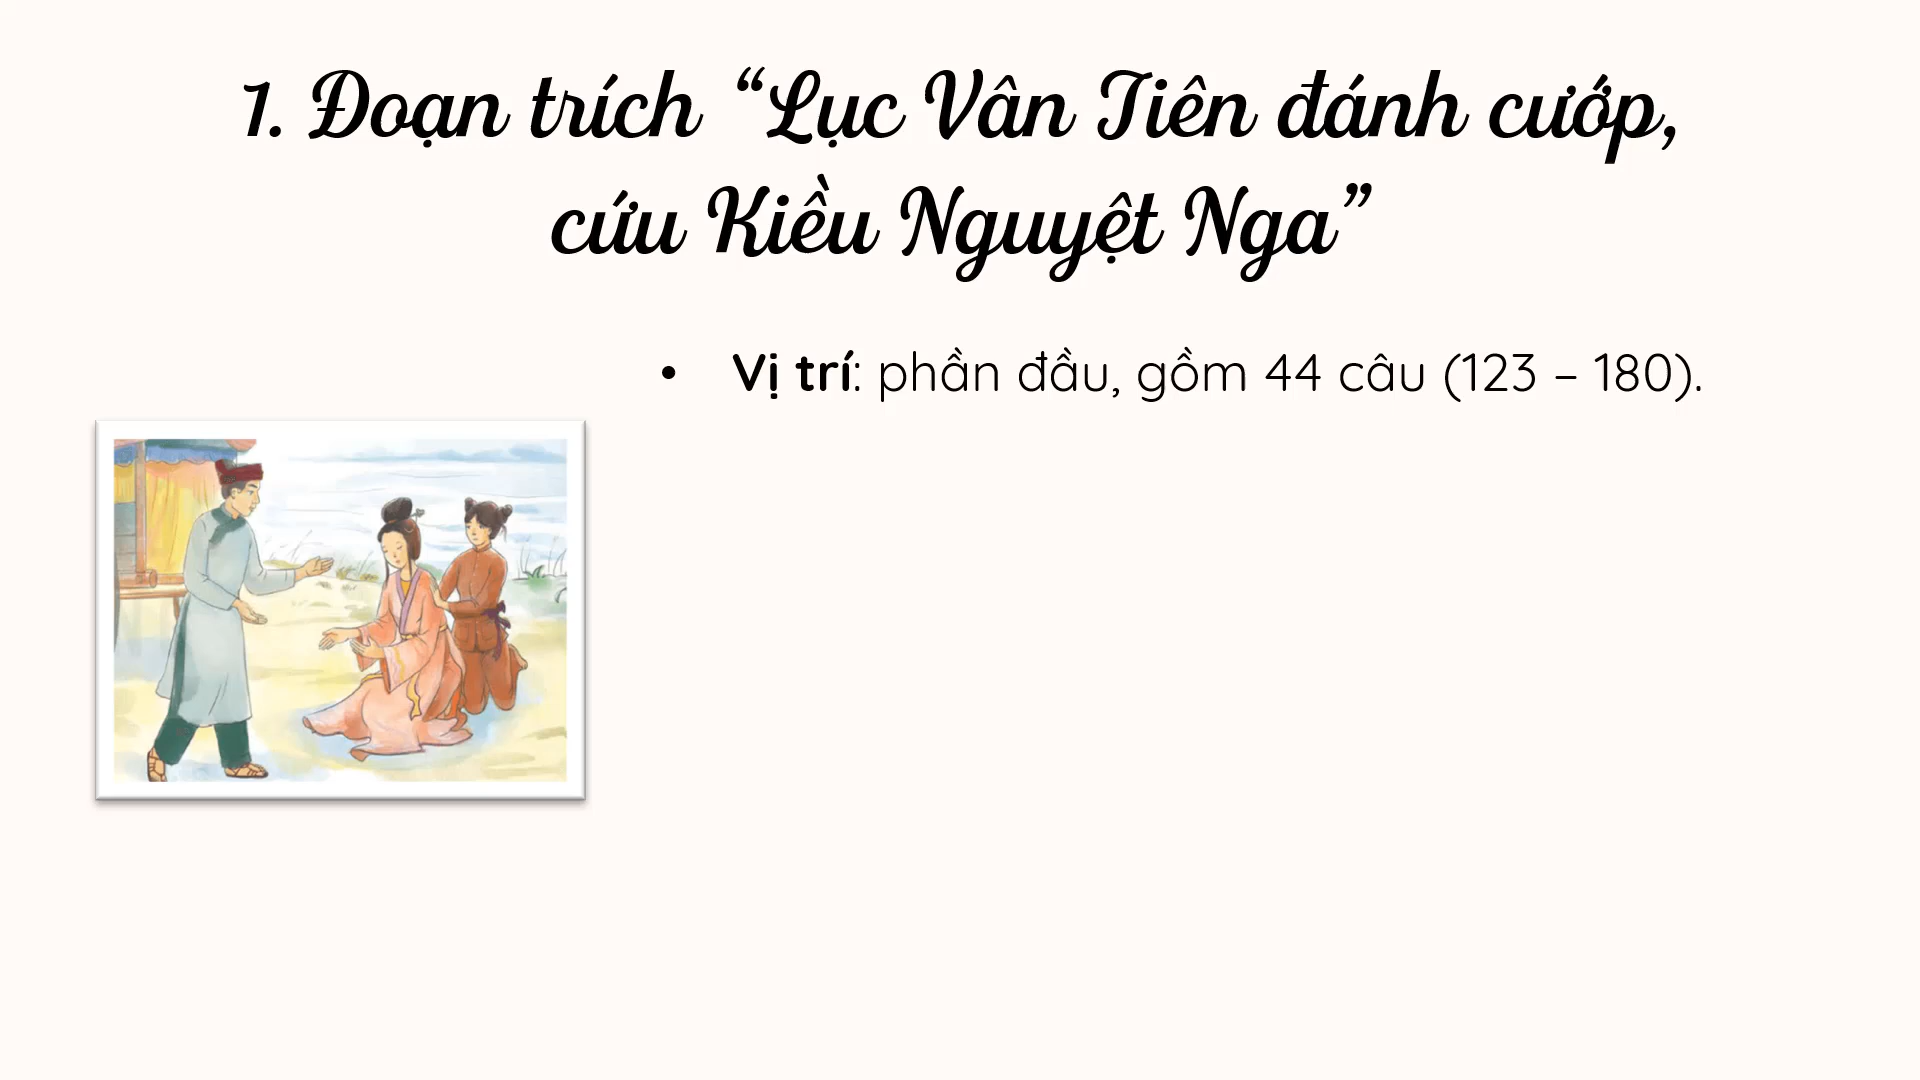 1. Đoạn trích “Lục Vân Tiên đánh cướp,
cứu Kiều Nguyệt Nga”
• Vị trí: phần đầu, gồm 44 câu (123 – 180).